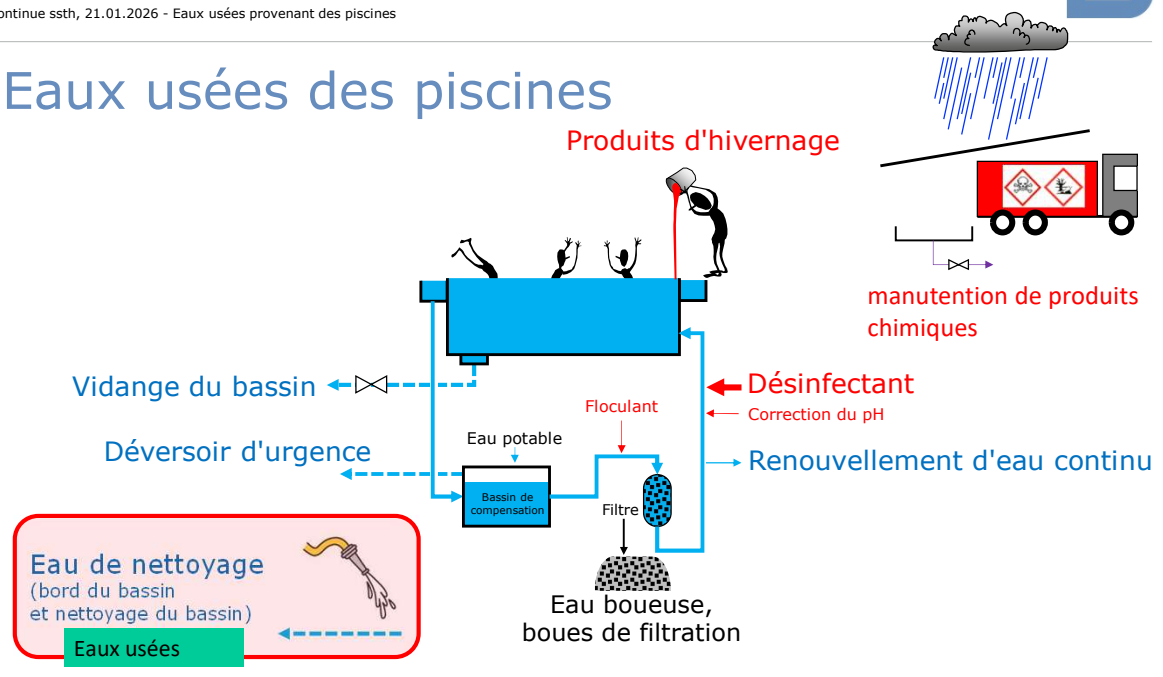 ontinue ssth, 21.01.2026 - Eaux usées provenant des piscines
Eaux usées des piscines
Produits d'hivernage
manutention de produits
chimiques
Vidange du bassin
Désinfectant
Floculant
Correction du pH
Eau potable
Déversoir d'urgence
Renouvellement d'eau continu
Bassin de
compensation
Filtre
Eau de nettoyage
(bord du bassin
et nettoyage du bassin)
Eaux usées
Eau boueuse,
boues de filtration